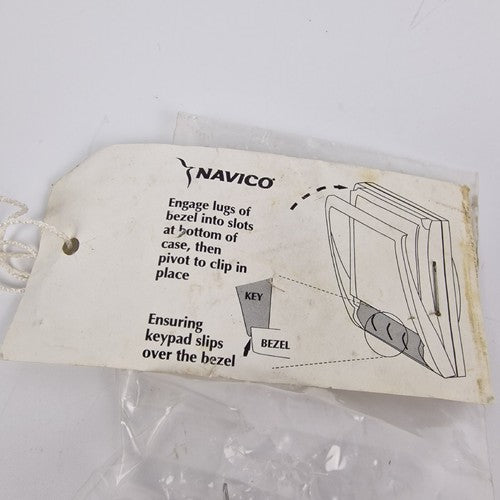 NAVICO
Engage lugs of
bezel into slots
at bottom of
case, then
pivot to clip in
place
KEY
BEZEL
Ensuring
keypad slips
over the bezel